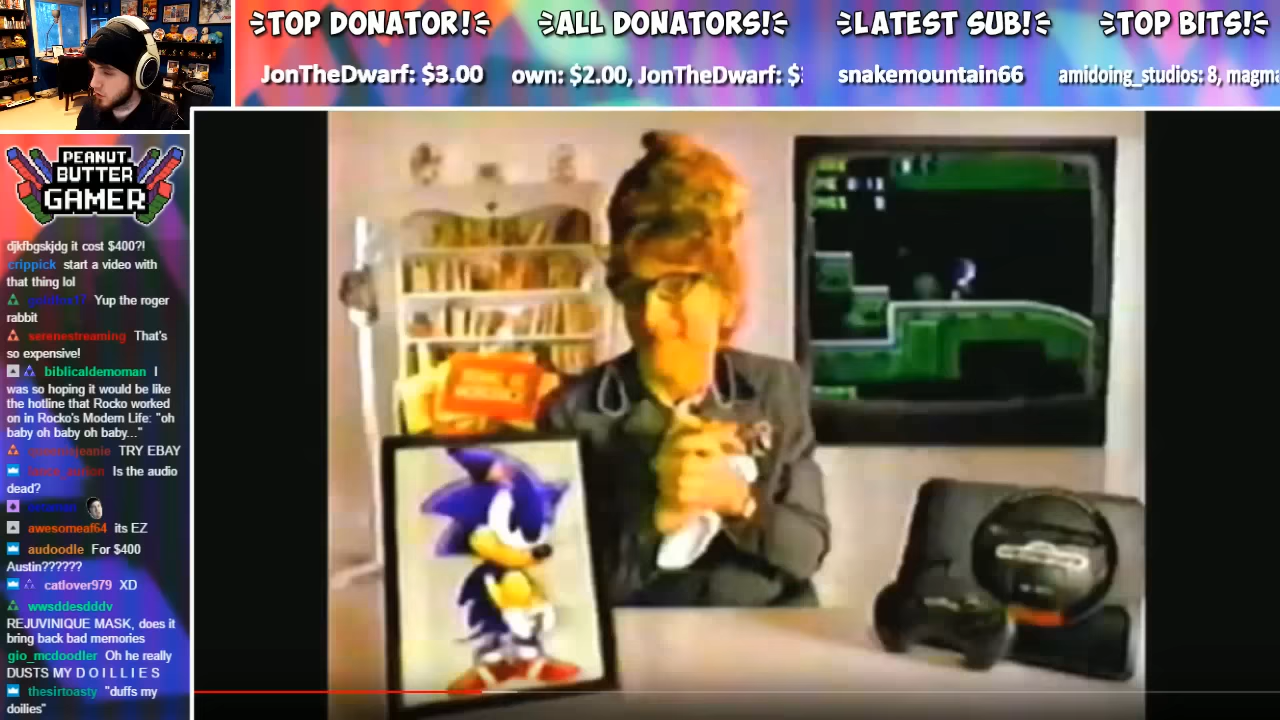 TOP DONATOR!
ALL DONATORS!
LATEST SUB!
TOP BITS!
JonTheDwarf: $3.00
own: $2.00, JonTheDwarf: $
snakemountain66
amidoing_studios: 8, magma
PEANUT
BUTTER
GAMER
djkfbgskjdg it cost $400?!
crippick start a video with
that thing lol
Yup the roger
rabbit
serenestreaming That's
so expensive!
biblicaldemoman I
was so hoping it would be like
the hotline that Rocko worked
on in Rocko's Modern Life: "oh
baby oh baby oh baby..."
TRY EBAY
Is the audio
dead?
awesomeaf64 its EZ
audoodle For $400
Austin??????
catlover979 XD
wwsddesdddv
REJUVINIQUE MASK, does it
bring back bad memories
gio_mcdoodler Oh he really
DUSTS MY D O I L L I E S
thesirtoasty "duffs my
doilies"